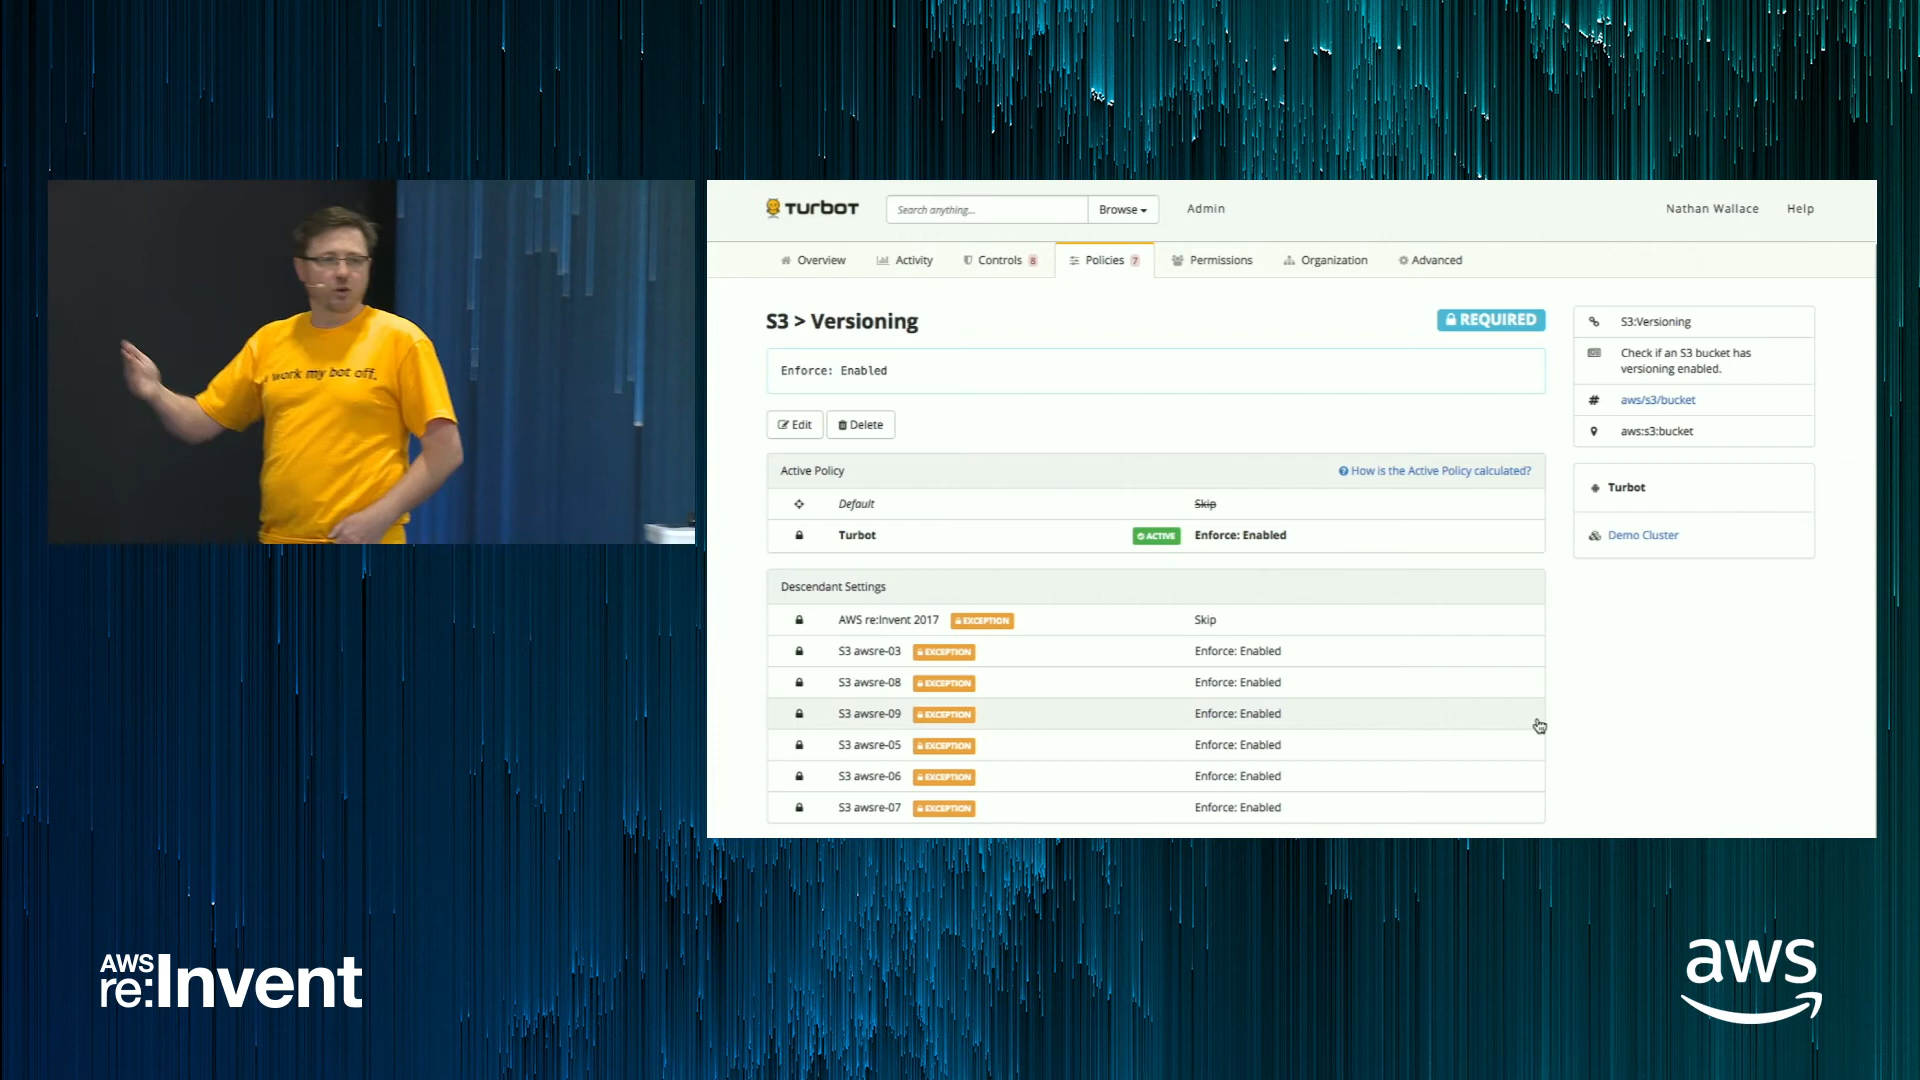 work my bot off.
TURBOT
Search anything...
Browse
Admin
Nathan Wallace
Help
Overview
Activity
Controls 8
Policies 7
Permissions
Organization
Advanced
S3 > Versioning
REQUIRED
Enforce: Enabled
Edit
Delete
Active Policy
How is the Active Policy calculated?
Default
Skip
Turbot
ACTIVE
Enforce: Enabled
Descendant Settings
AWS re:Invent 2017 EXCEPTION Skip
S3 awsre-03 EXCEPTION Enforce: Enabled
S3 awsre-08 EXCEPTION Enforce: Enabled
S3 awsre-09 EXCEPTION Enforce: Enabled
S3 awsre-05 EXCEPTION Enforce: Enabled
S3 awsre-06 EXCEPTION Enforce: Enabled
S3 awsre-07 EXCEPTION Enforce: Enabled
S3:Versioning
Check if an S3 bucket has
versioning enabled.
# aws/s3/bucket
aws:s3:bucket
Turbot
Demo Cluster
AWS
re:Invent
aws